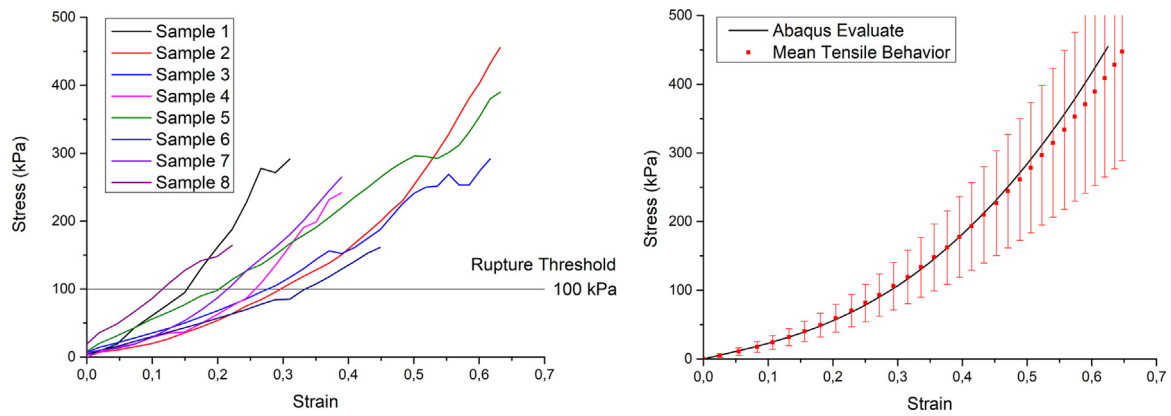 500
450
400
300
200
100
0
Stress (kPa)
Sample 1
Sample 2
Sample 3
Sample 4
Sample 5
Sample 6
Sample 7
Sample 8
Rupture Threshold
100 kPa
0,0 0,1 0,2 0,3 0,4 0,5 0,6 0,7
Strain
500
400
300
200
100
0
Stress (kPa)
Abaqus Evaluate
Mean Tensile Behavior
0,0 0,1 0,2 0,3 0,4 0,5 0,6 0,7
Strain